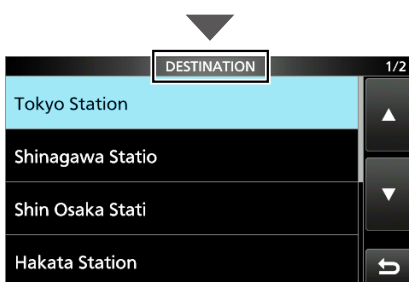 DESTINATION 1/2
Tokyo Station
Shinagawa Statio
Shin Osaka Stati
Hakata Station